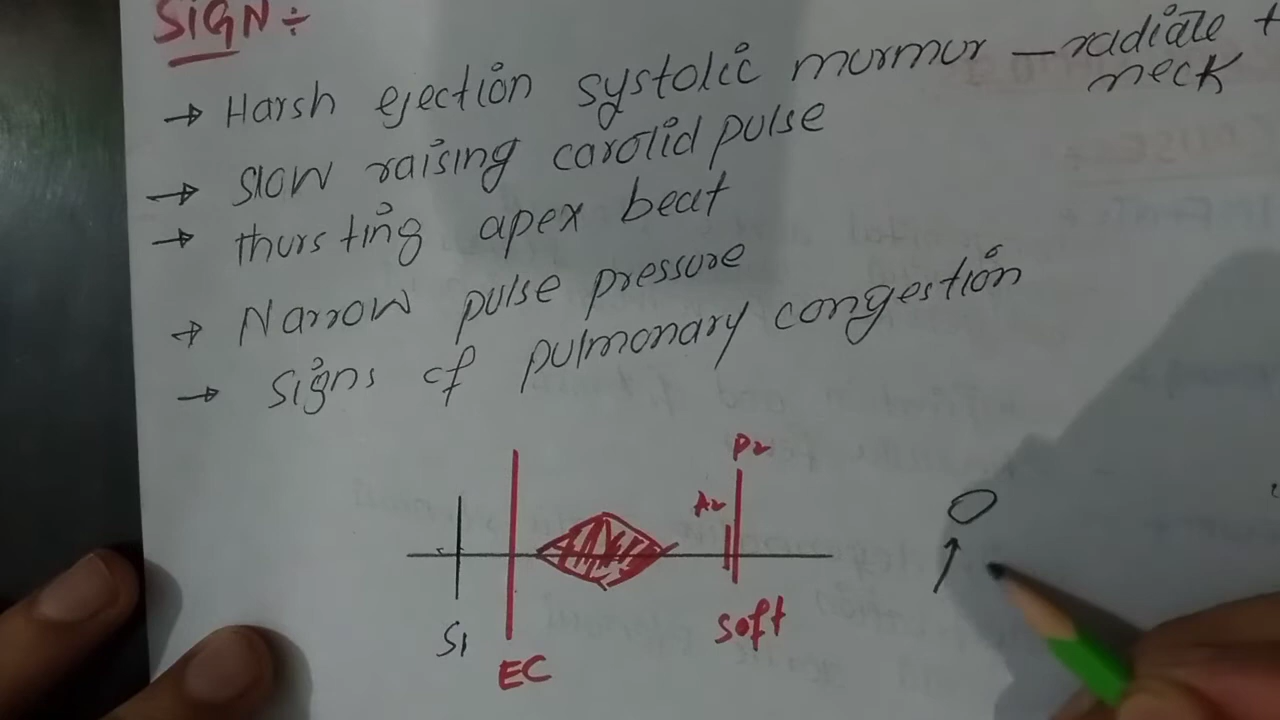 SIGN ÷
→ Harsh ejection systolic murmur — radiate +
neck
→ Slow raising carotid pulse
→ thursting apex beat
→ Narrow pulse pressure
→ Signs of pulmonary congestion
P2
A2
S1
EC
soft